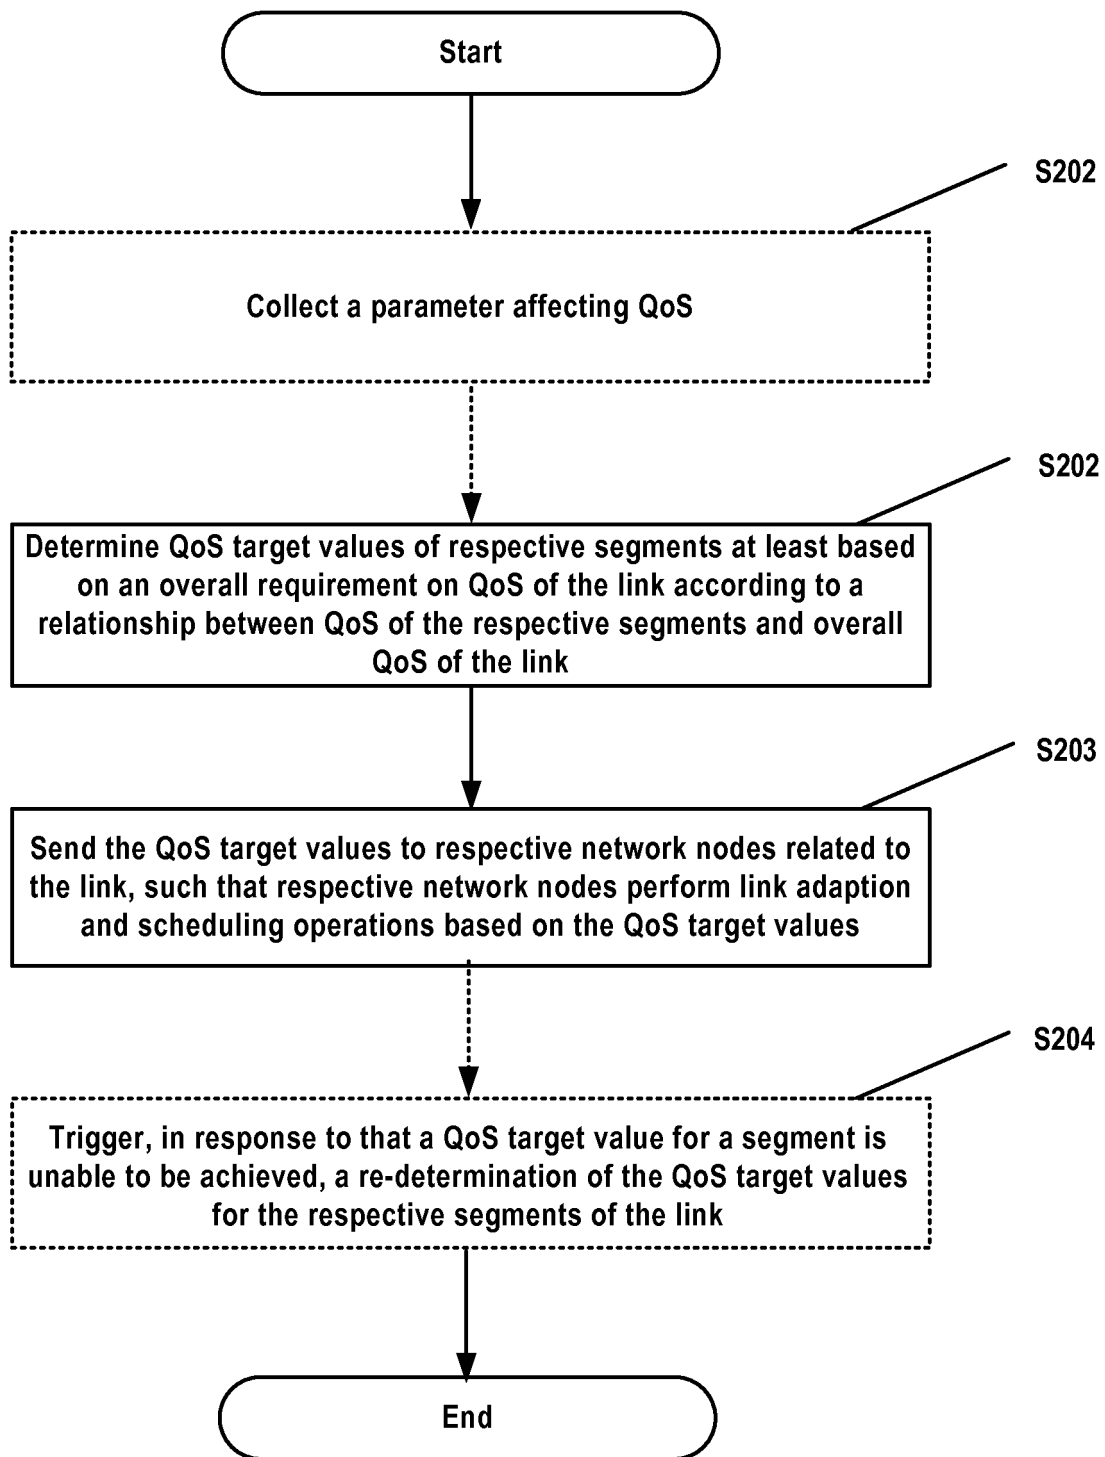 Start
S202
Collect a parameter affecting QoS
S202
Determine QoS target values of respective segments at least based
on an overall requirement on QoS of the link according to a
relationship between QoS of the respective segments and overall
QoS of the link
S203
Send the QoS target values to respective network nodes related to
the link, such that respective network nodes perform link adaption
and scheduling operations based on the QoS target values
S204
Trigger, in response to that a QoS target value for a segment is
unable to be achieved, a re-determination of the QoS target values
for the respective segments of the link
End